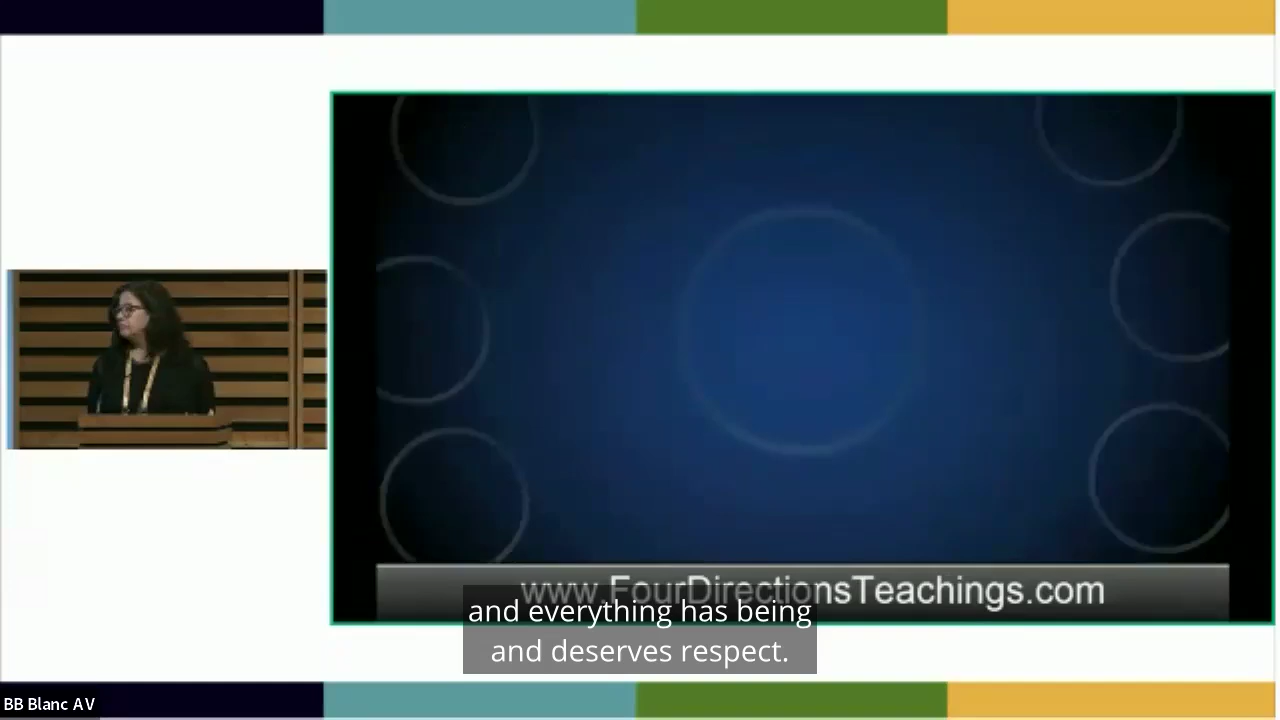 www.FourDirectionsTeachings.com
and everything has being
and deserves respect.
BB Blanc AV